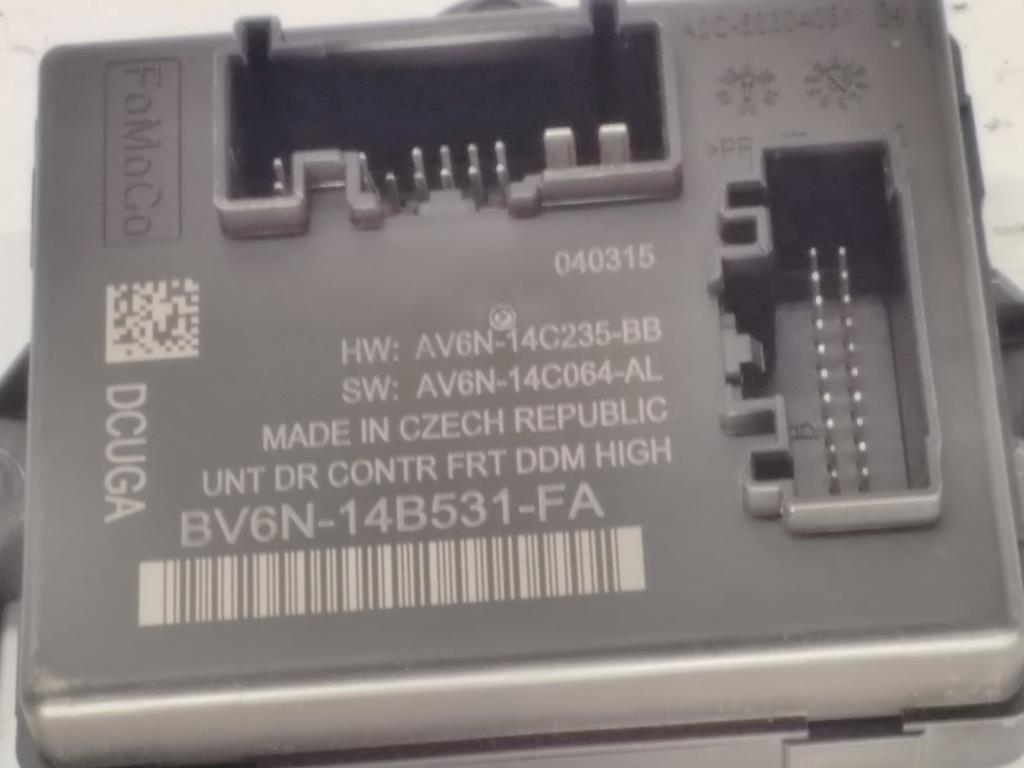 FoMoCo
040315
HW: AV6N-14C235-BB
SW: AV6N-14C064-AL
MADE IN CZECH REPUBLIC
UNT DR CONTR FRT DDM HIGH
BV6N-14B531-FA
DCUGA